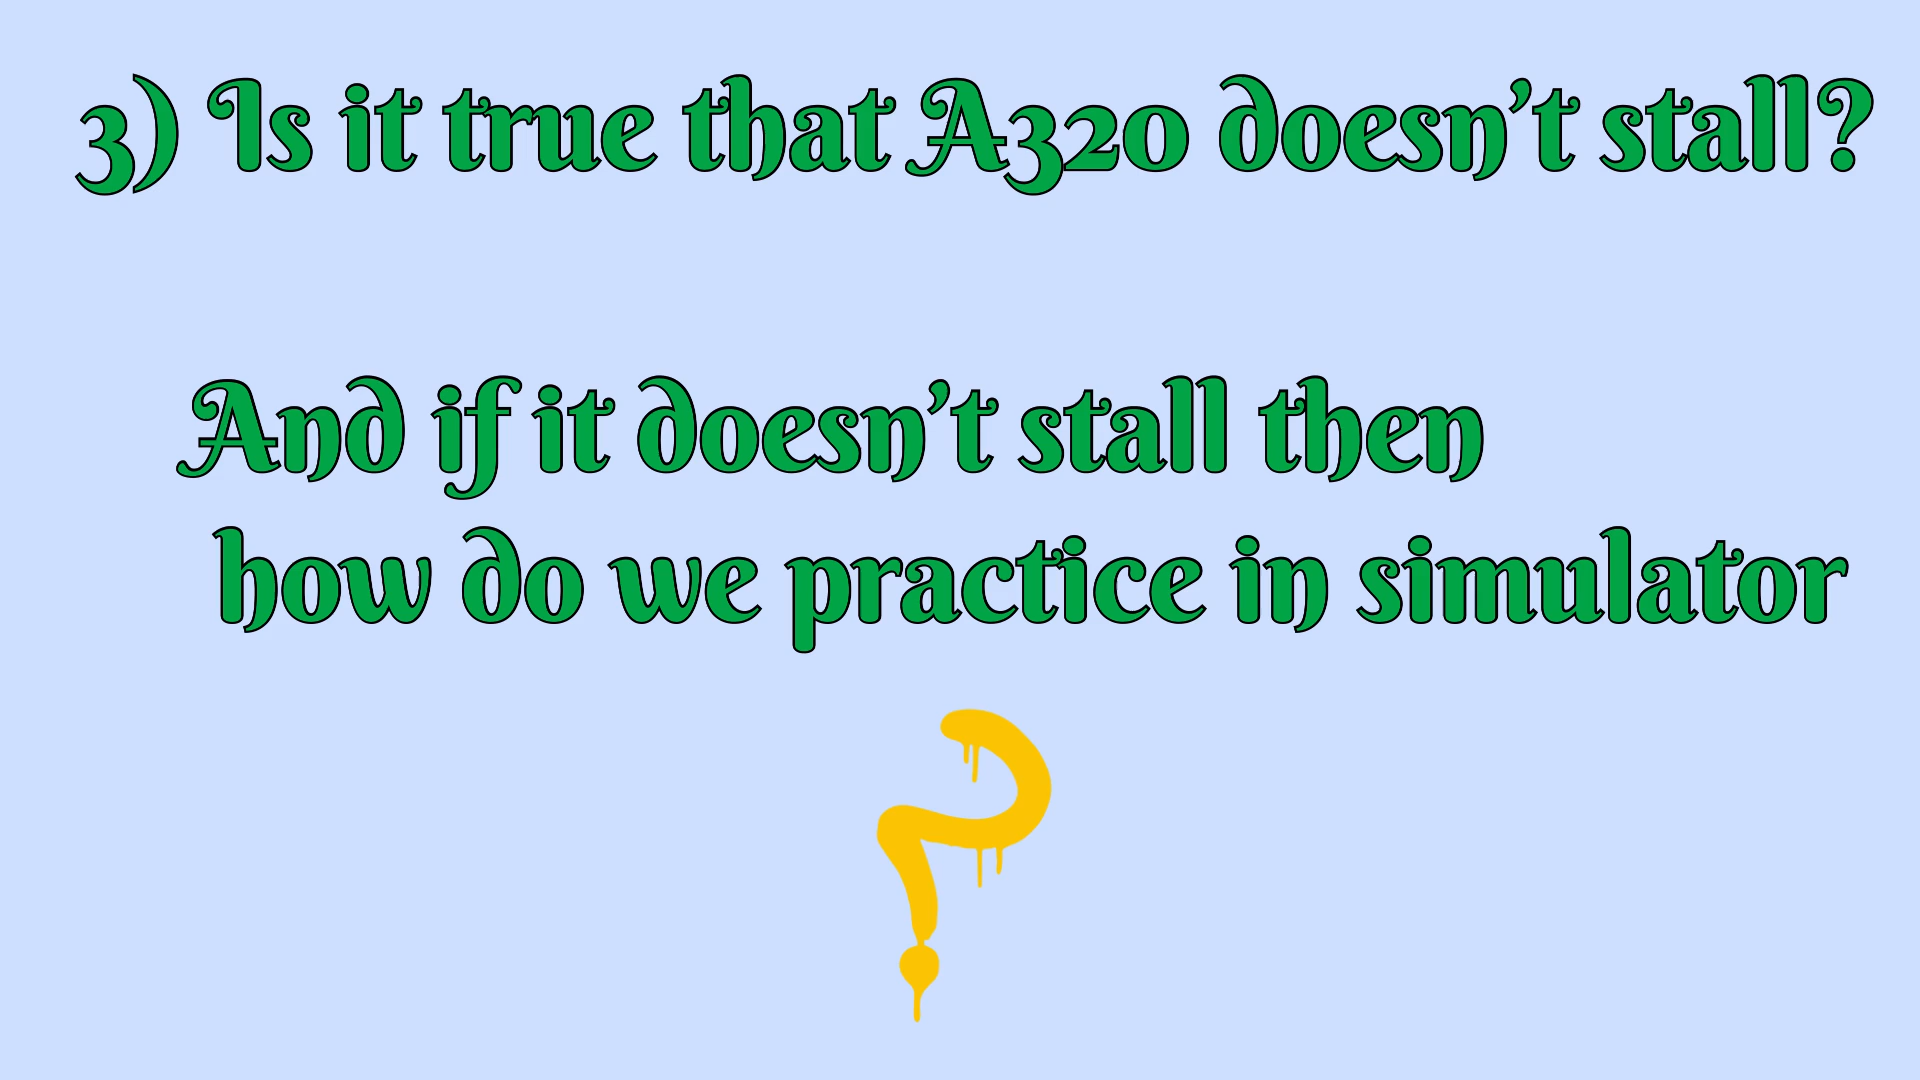 3) Is it true that A320 doesn’t stall?
And if it doesn’t stall then
how do we practice in simulator
?